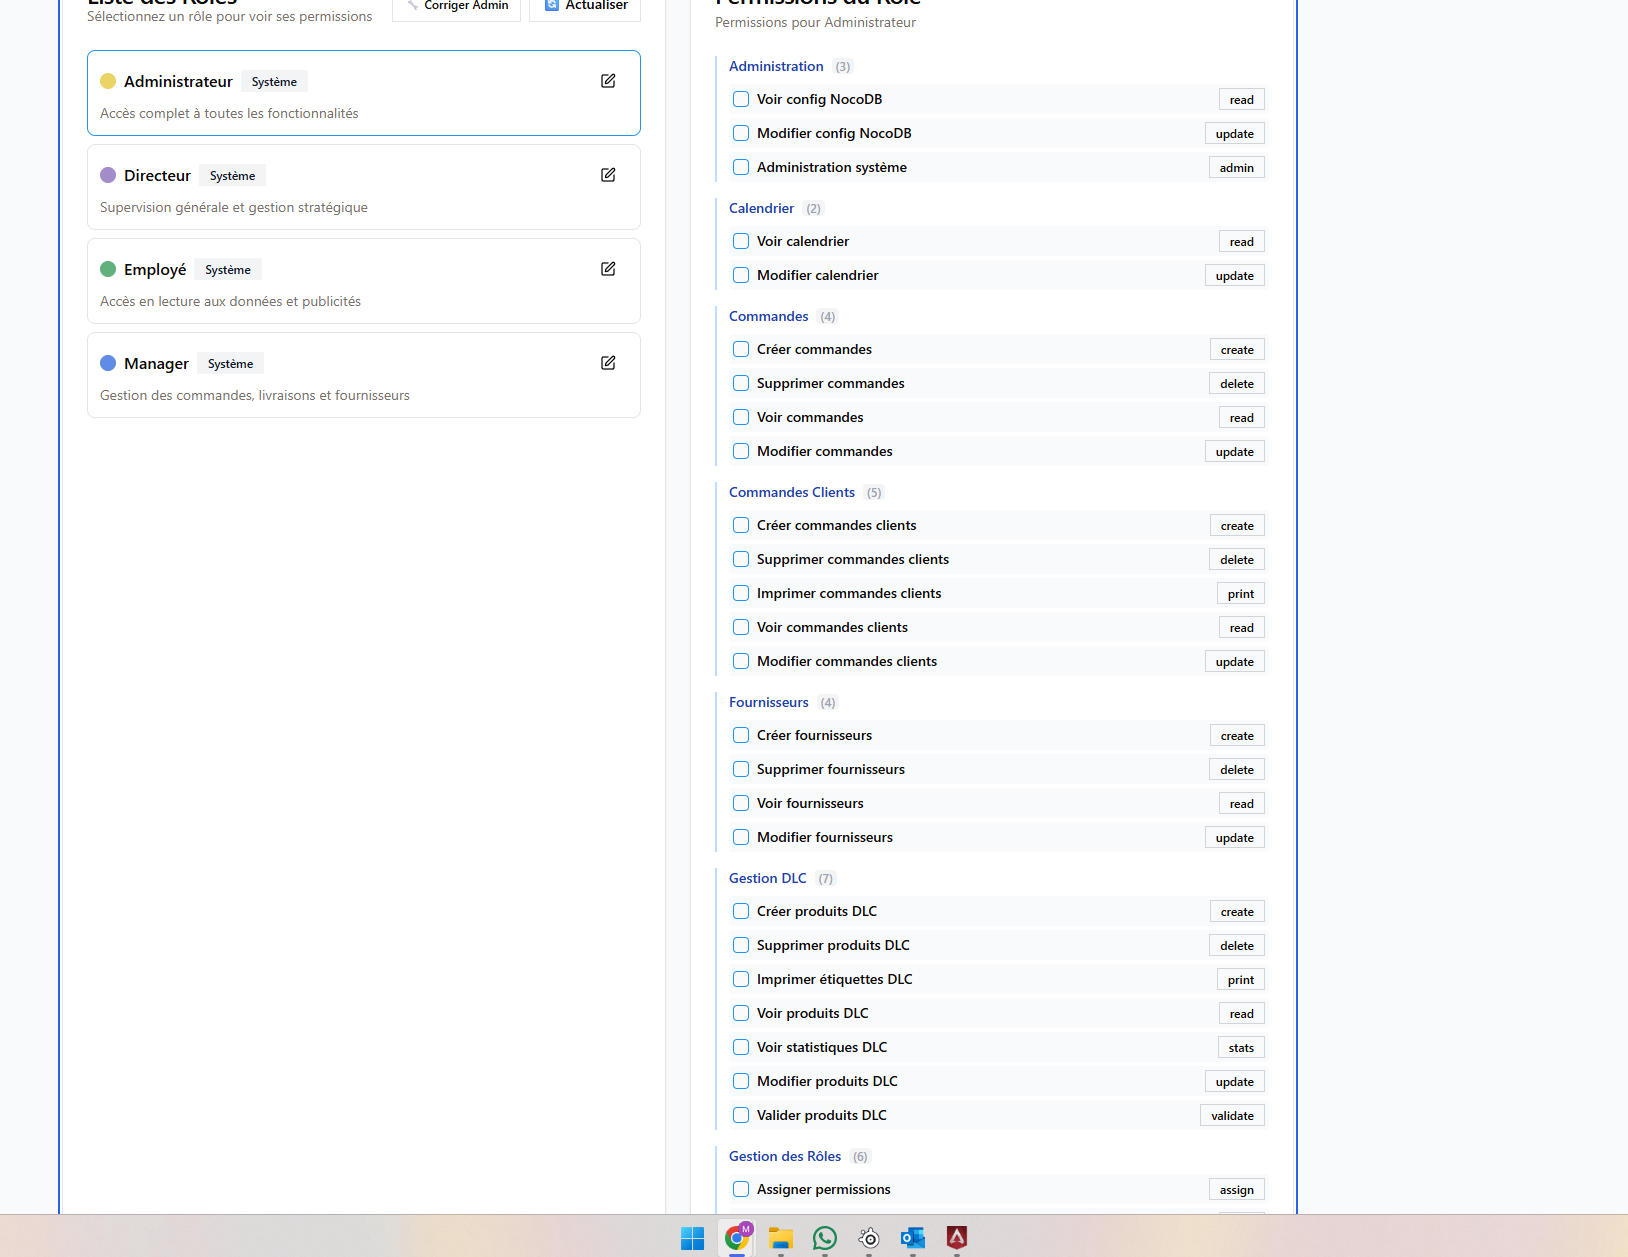 Liste des Rôles
Sélectionnez un rôle pour voir ses permissions
Corriger Admin
Actualiser
Administrateur Système
Accès complet à toutes les fonctionnalités
Directeur Système
Supervision générale et gestion stratégique
Employé Système
Accès en lecture aux données et publicités
Manager Système
Gestion des commandes, livraisons et fournisseurs
Permissions du Rôle
Permissions pour Administrateur
Administration (3)
Voir config NocoDB read
Modifier config NocoDB update
Administration système admin
Calendrier (2)
Voir calendrier read
Modifier calendrier update
Commandes (4)
Créer commandes create
Supprimer commandes delete
Voir commandes read
Modifier commandes update
Commandes Clients (5)
Créer commandes clients create
Supprimer commandes clients delete
Imprimer commandes clients print
Voir commandes clients read
Modifier commandes clients update
Fournisseurs (4)
Créer fournisseurs create
Supprimer fournisseurs delete
Voir fournisseurs read
Modifier fournisseurs update
Gestion DLC (7)
Créer produits DLC create
Supprimer produits DLC delete
Imprimer étiquettes DLC print
Voir produits DLC read
Voir statistiques DLC stats
Modifier produits DLC update
Valider produits DLC validate
Gestion des Rôles (6)
Assigner permissions assign
M